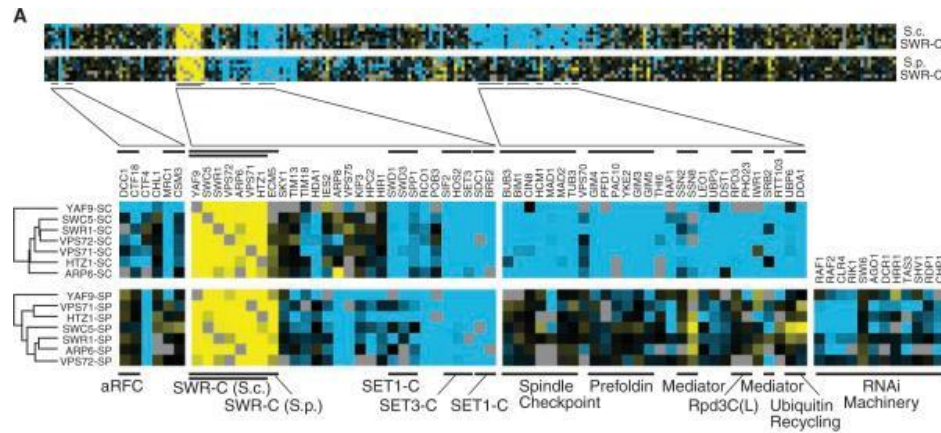 A
S.c.
SWR-C
S.p.
SWR-C
DCC1
CTF18
CTF4
CHL1
MRC1
CSM3
YAF9
SWC5
SWR1
VPS72
ARP6
VPS71
HTZ1
ECM5
SKY1
TIM13
TIM18
HDA1
IES2
ARP8
VPS75
KIP3
HPC2
HIR1
SWD1
SWD3
SPP1
RCO1
POB3
SIF2
HOS2
SET3
SDC1
BRE2
BUB3
BIM1
CIN8
HCM1
MAD1
MAD2
TUB3
VPS70
GIM4
PFD1
PAC10
YKE2
GIM3
GIM5
THP1
RAP1
SSN2
SSN8
LEO1
UBP3
DST1
RPD3
PHO23
IWR1
SRB2
RTT103
UBP6
DOA1
YAF9-SC
SWC5-SC
SWR1-SC
VPS72-SC
VPS71-SC
HTZ1-SC
ARP6-SC
RAF1
RAF2
CLR4
RIK1
SWI6
AGO1
DCR1
HRR1
TAS3
SHV1
RDP1
CHP1
YAF9-SP
VPS71-SP
HTZ1-SP
SWC5-SP
SWR1-SP
ARP6-SP
VPS72-SP
aRFC
SWR-C (S.c.)
SWR-C (S.p.)
SET1-C
SET3-C
SET1-C
Spindle
Checkpoint
Prefoldin
Mediator
Rpd3C(L)
Mediator
Ubiquitin
Recycling
RNAi
Machinery